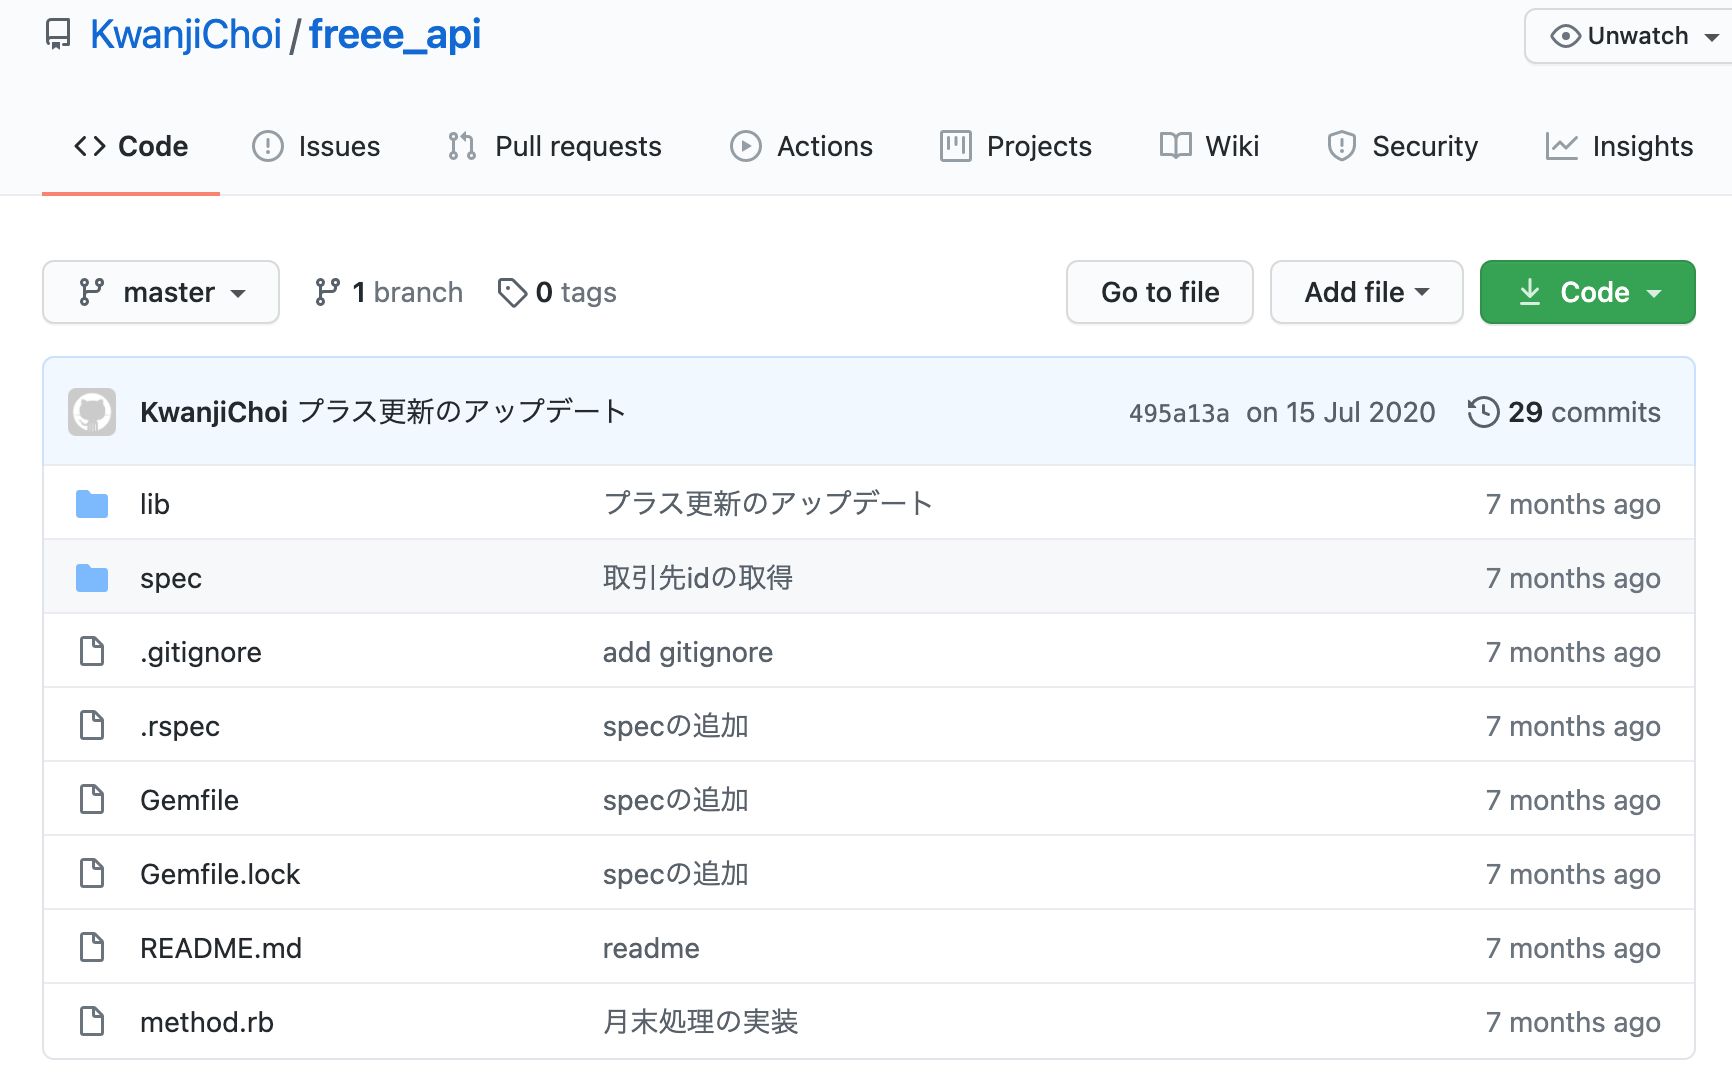 KwanjiChoi / freee_api
Unwatch
Code Issues Pull requests Actions Projects Wiki Security Insights
master 1 branch 0 tags Go to file Add file Code
KwanjiChoi プラス更新のアップデート 495a13a on 15 Jul 2020 29 commits
lib プラス更新のアップデート 7 months ago
spec 取引先idの取得 7 months ago
.gitignore add gitignore 7 months ago
.rspec specの追加 7 months ago
Gemfile specの追加 7 months ago
Gemfile.lock specの追加 7 months ago
README.md readme 7 months ago
method.rb 月末処理の実装 7 months ago